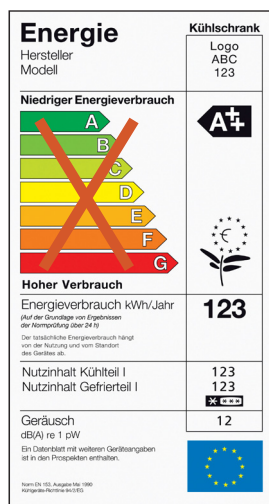 Energie
Kühlschrank
Hersteller
Modell
Logo
ABC
123
Niedriger Energieverbrauch
A
B
C
D
E
F
G
A++
Hoher Verbrauch
Energieverbrauch kWh/Jahr
123
(Auf der Grundlage von Ergebnissen
der Normprüfung über 24 h)
Der tatsächliche Energieverbrauch hängt
von der Nutzung und vom Standort
des Gerätes ab.
Nutzinhalt Kühlteil l
123
Nutzinhalt Gefrierteil l
123
* ***
Geräusch
12
dB(A) re 1 pW
Ein Datenblatt mit weiteren Geräteangaben
ist in den Prospekten enthalten.
Norm EN 153, Ausgabe Mai 1990
Kühlgeräte-Richtlinie 94/2/EG